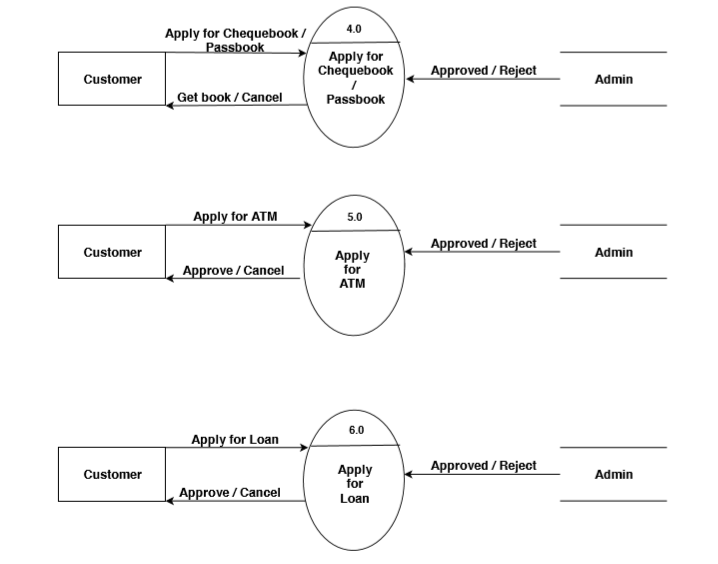 Apply for Chequebook /
Passbook
4.0
Apply for
Chequebook
/
Passbook
Customer
Approved / Reject
Admin
Get book / Cancel
Apply for ATM
5.0
Apply
for
ATM
Customer
Approved / Reject
Admin
Approve / Cancel
Apply for Loan
6.0
Apply
for
Loan
Customer
Approved / Reject
Admin
Approve / Cancel